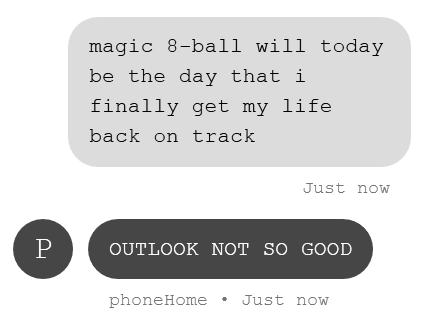 magic 8-ball will today
be the day that i
finally get my life
back on track
Just now
P
OUTLOOK NOT SO GOOD
phoneHome • Just now